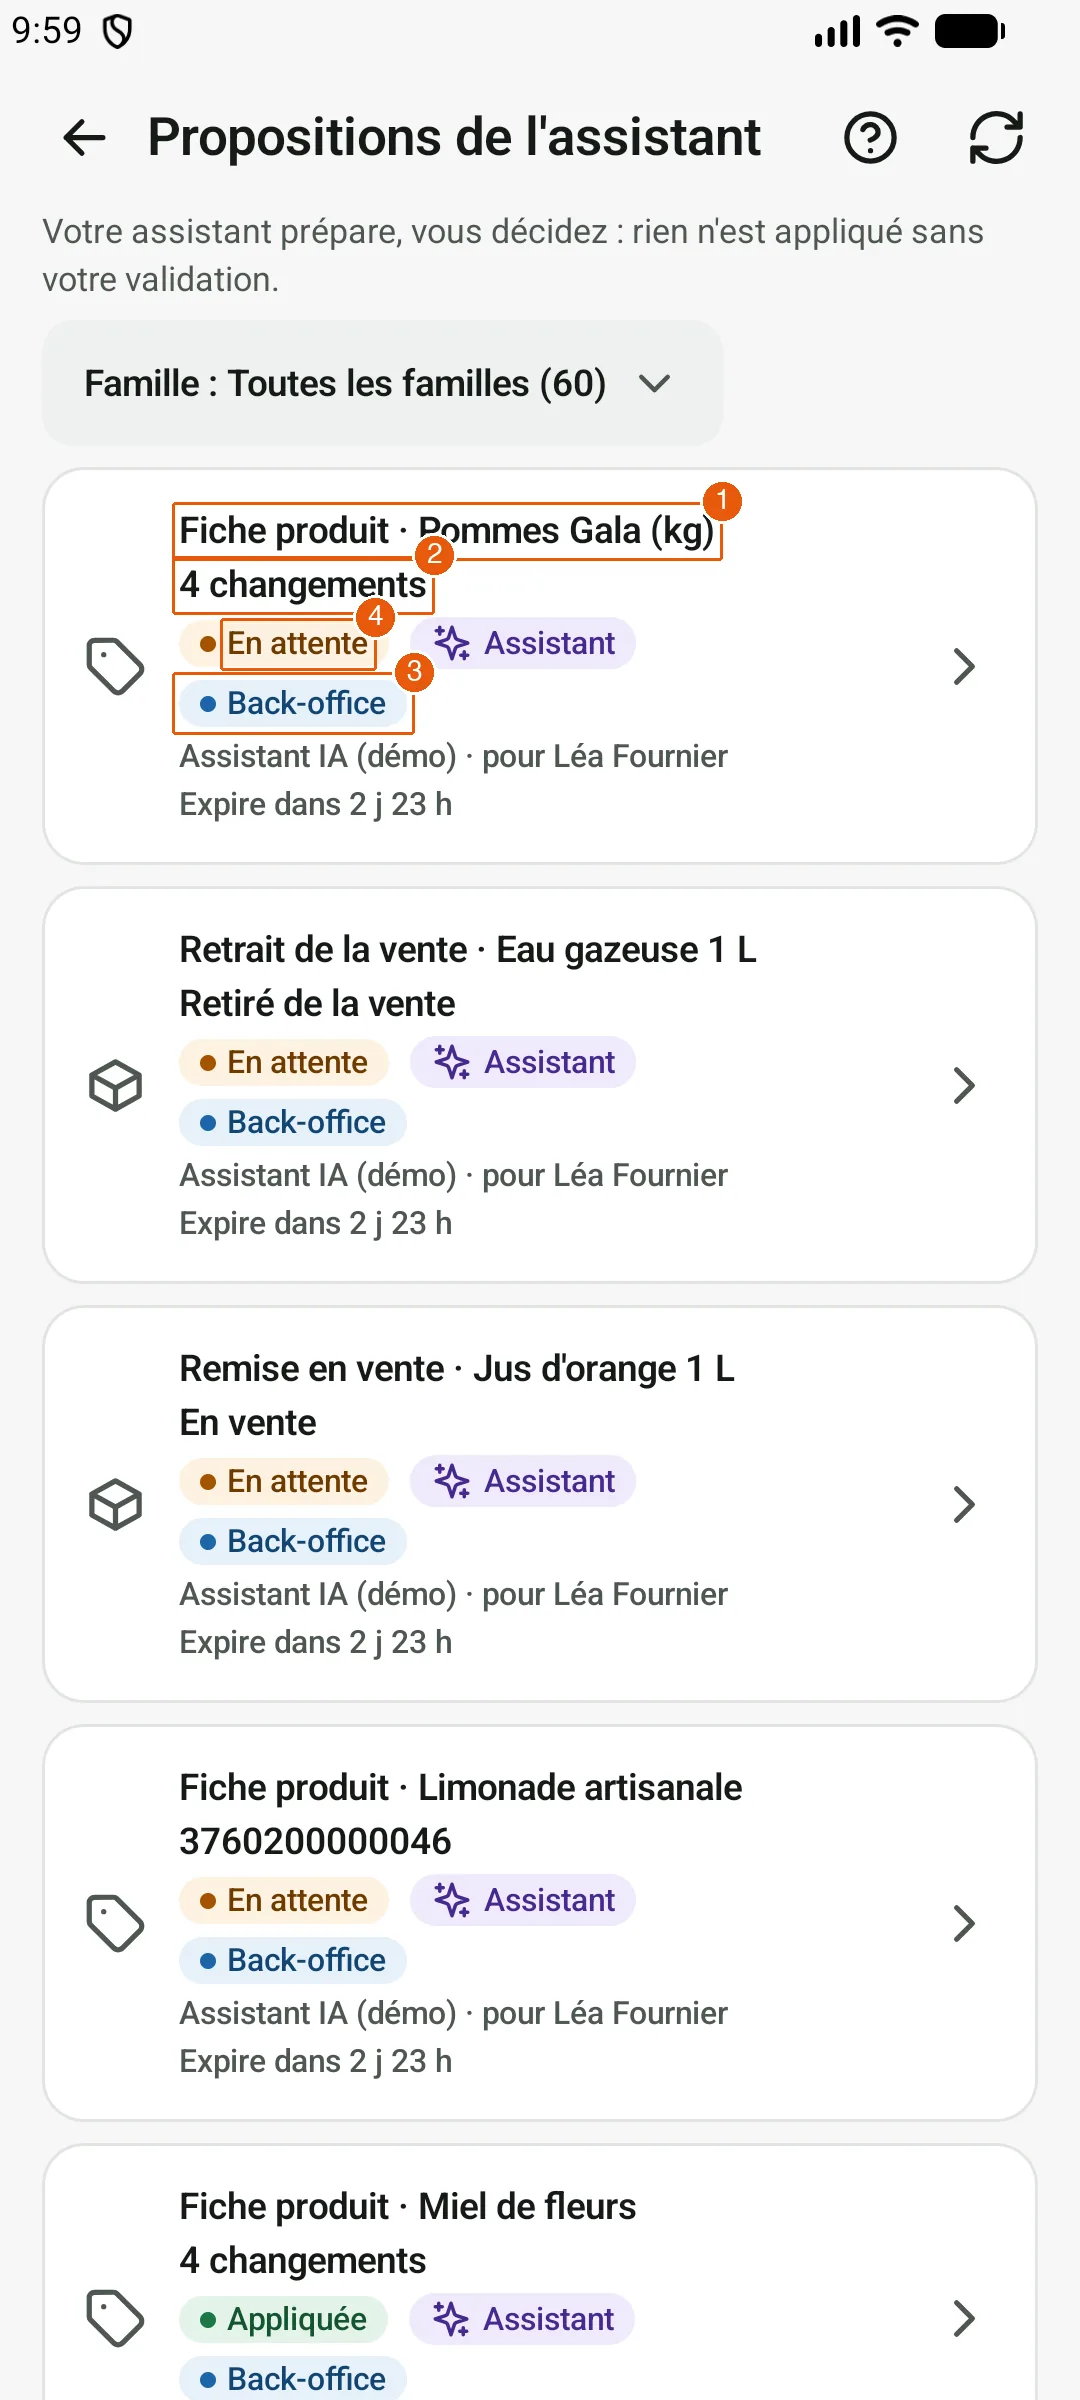 9:59
Propositions de l'assistant
Votre assistant prépare, vous décidez : rien n'est appliqué sans
votre validation.
Famille : Toutes les familles (60)
1
Fiche produit · Pommes Gala (kg)
2
4 changements
4
En attente
Assistant
3
Back-office
Assistant IA (démo) · pour Léa Fournier
Expire dans 2 j 23 h
Retrait de la vente · Eau gazeuse 1 L
Retiré de la vente
En attente
Assistant
Back-office
Assistant IA (démo) · pour Léa Fournier
Expire dans 2 j 23 h
Remise en vente · Jus d'orange 1 L
En vente
En attente
Assistant
Back-office
Assistant IA (démo) · pour Léa Fournier
Expire dans 2 j 23 h
Fiche produit · Limonade artisanale
3760200000046
En attente
Assistant
Back-office
Assistant IA (démo) · pour Léa Fournier
Expire dans 2 j 23 h
Fiche produit · Miel de fleurs
4 changements
Appliquée
Assistant
Back-office